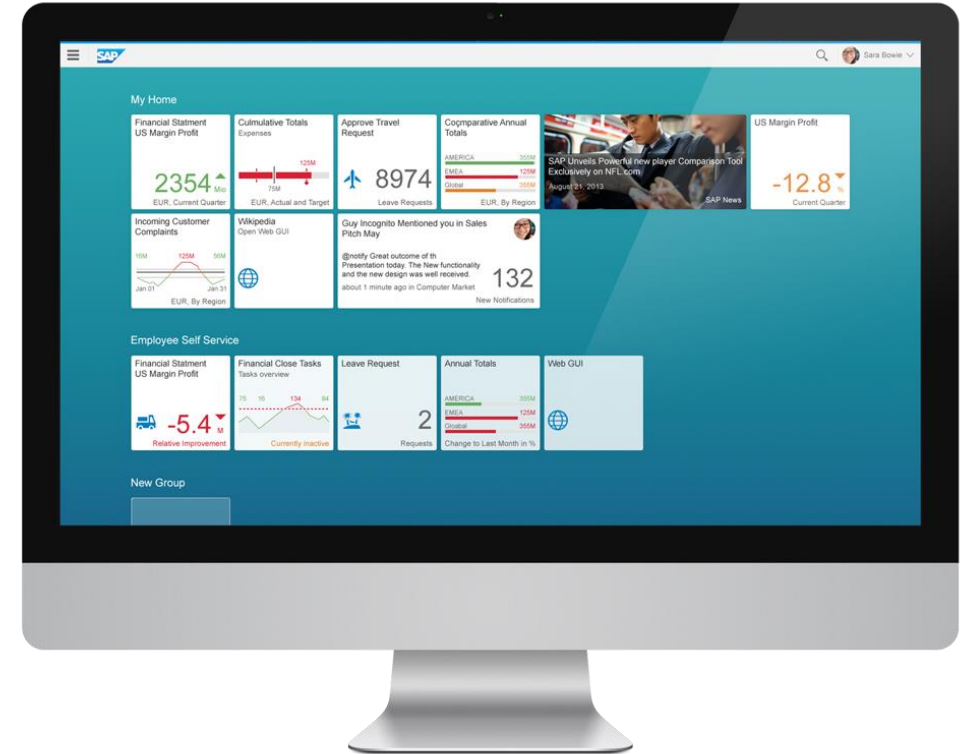 SAP
Sara Bowie
My Home
Financial Statment
US Margin Profit
2354
Mio
EUR, Current Quarter
Culmulative Totals
Expenses
125M
75M
EUR, Actual and Target
Approve Travel
Request
8974
Leave Requests
Coçmparative Annual
Totals
AMERICA 355M
EMEA 125M
Global 355M
EUR, By Region
SAP Unveils Powerful new player Comparison Tool
Exclusively on NFL.com
August 21, 2013
SAP News
US Margin Profit
-12.8
%
Current Quarter
Incoming Customer
Complaints
125M
Jan 01 Jan 31
EUR, By Region
Wikipedia
Open Web GUI
Guy Incognito Mentioned you in Sales
Pitch May
@notify Great outcome of th
Presentation today. The New functionality
and the new design was well received.
about 1 minute ago in Computer Market
132
New Notifications
Employee Self Service
Financial Statment
US Margin Profit
-5.4
M
Relative Improvement
Financial Close Tasks
Tasks overview
75 16 134 84
Currently inactive
Leave Request
2
Requests
Annual Totals
AMERICA 355M
EMEA 125M
Gloabal 355M
Change to Last Month in %
Web GUI
New Group